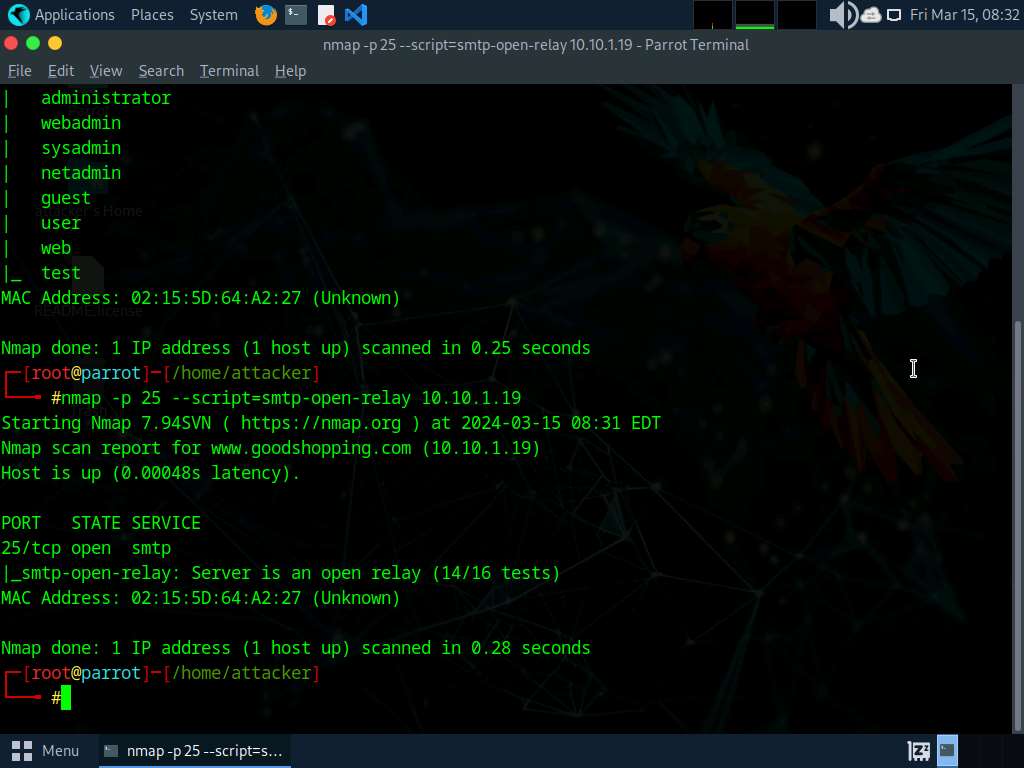 Applications Places System Fri Mar 15, 08:32
nmap -p 25 --script=smtp-open-relay 10.10.1.19 - Parrot Terminal
File Edit View Search Terminal Help
| administrator
| webadmin
| sysadmin
| netadmin
| guest
attacker's Home
| user
| web
|_ test
MAC Address: 02:15:5D:64:A2:27 (Unknown)
README.license
Nmap done: 1 IP address (1 host up) scanned in 0.25 seconds
┌─[root@parrot]─[/home/attacker]
└──╼ #nmap -p 25 --script=smtp-open-relay 10.10.1.19
Starting Nmap 7.94SVN ( https://nmap.org ) at 2024-03-15 08:31 EDT
Nmap scan report for www.goodshopping.com (10.10.1.19)
Host is up (0.00048s latency).
PORT STATE SERVICE
25/tcp open smtp
|_smtp-open-relay: Server is an open relay (14/16 tests)
MAC Address: 02:15:5D:64:A2:27 (Unknown)
Nmap done: 1 IP address (1 host up) scanned in 0.28 seconds
┌─[root@parrot]─[/home/attacker]
└──╼ #
Menu nmap -p 25 --script=s...